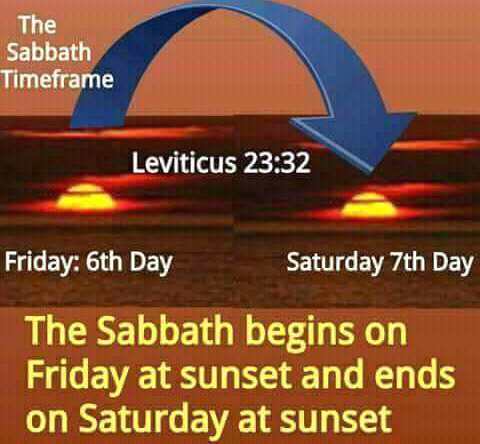 The
Sabbath
Timeframe
Leviticus 23:32
Friday: 6th Day
Saturday 7th Day
The Sabbath begins on
Friday at sunset and ends
on Saturday at sunset